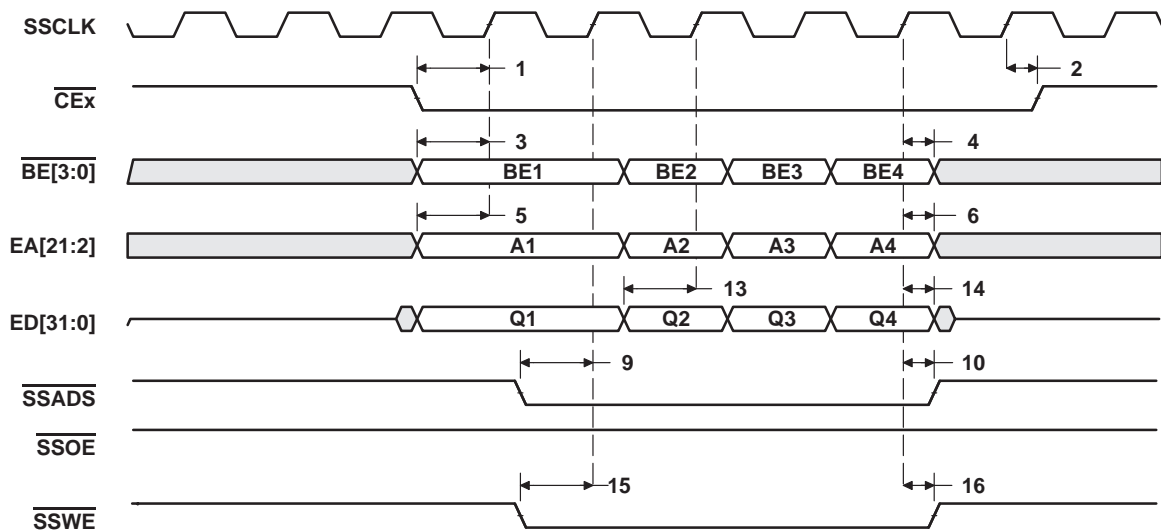 SSCLK
1 2
CEx
3 4
BE[3:0] BE1 BE2 BE3 BE4
5 6
EA[21:2] A1 A2 A3 A4
13 14
ED[31:0] Q1 Q2 Q3 Q4
9 10
SSADS
SSOE
15 16
SSWE